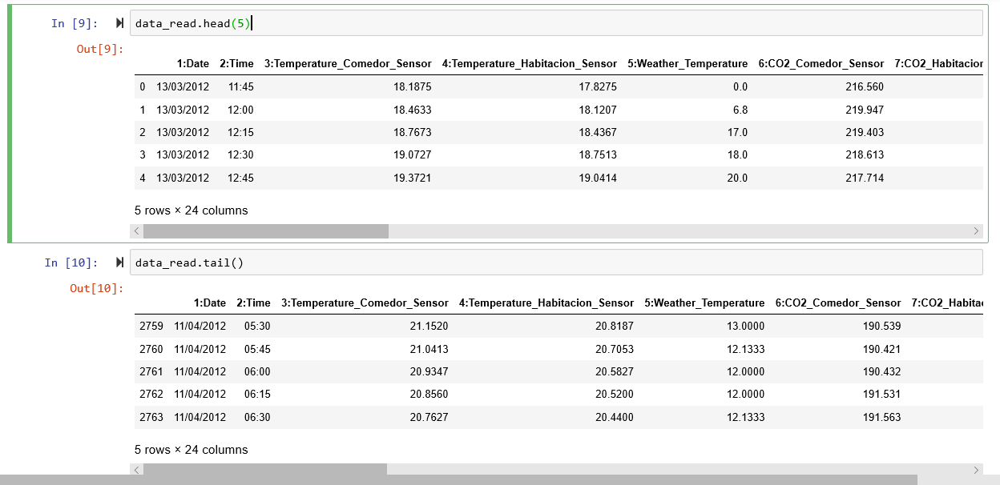 In [9]: data_read.head(5)
Out[9]:
1:Date 2:Time 3:Temperature_Comedor_Sensor 4:Temperature_Habitacion_Sensor 5:Weather_Temperature 6:CO2_Comedor_Sensor 7:CO2_Habitacion
0 13/03/2012 11:45 18.1875 17.8275 0.0 216.560
1 13/03/2012 12:00 18.4633 18.1207 6.8 219.947
2 13/03/2012 12:15 18.7673 18.4367 17.0 219.403
3 13/03/2012 12:30 19.0727 18.7513 18.0 218.613
4 13/03/2012 12:45 19.3721 19.0414 20.0 217.714
5 rows × 24 columns
In [10]: data_read.tail()
Out[10]:
1:Date 2:Time 3:Temperature_Comedor_Sensor 4:Temperature_Habitacion_Sensor 5:Weather_Temperature 6:CO2_Comedor_Sensor 7:CO2_Habita
2759 11/04/2012 05:30 21.1520 20.8187 13.0000 190.539
2760 11/04/2012 05:45 21.0413 20.7053 12.1333 190.421
2761 11/04/2012 06:00 20.9347 20.5827 12.0000 190.432
2762 11/04/2012 06:15 20.8560 20.5200 12.0000 191.531
2763 11/04/2012 06:30 20.7627 20.4400 12.1333 191.563
5 rows × 24 columns